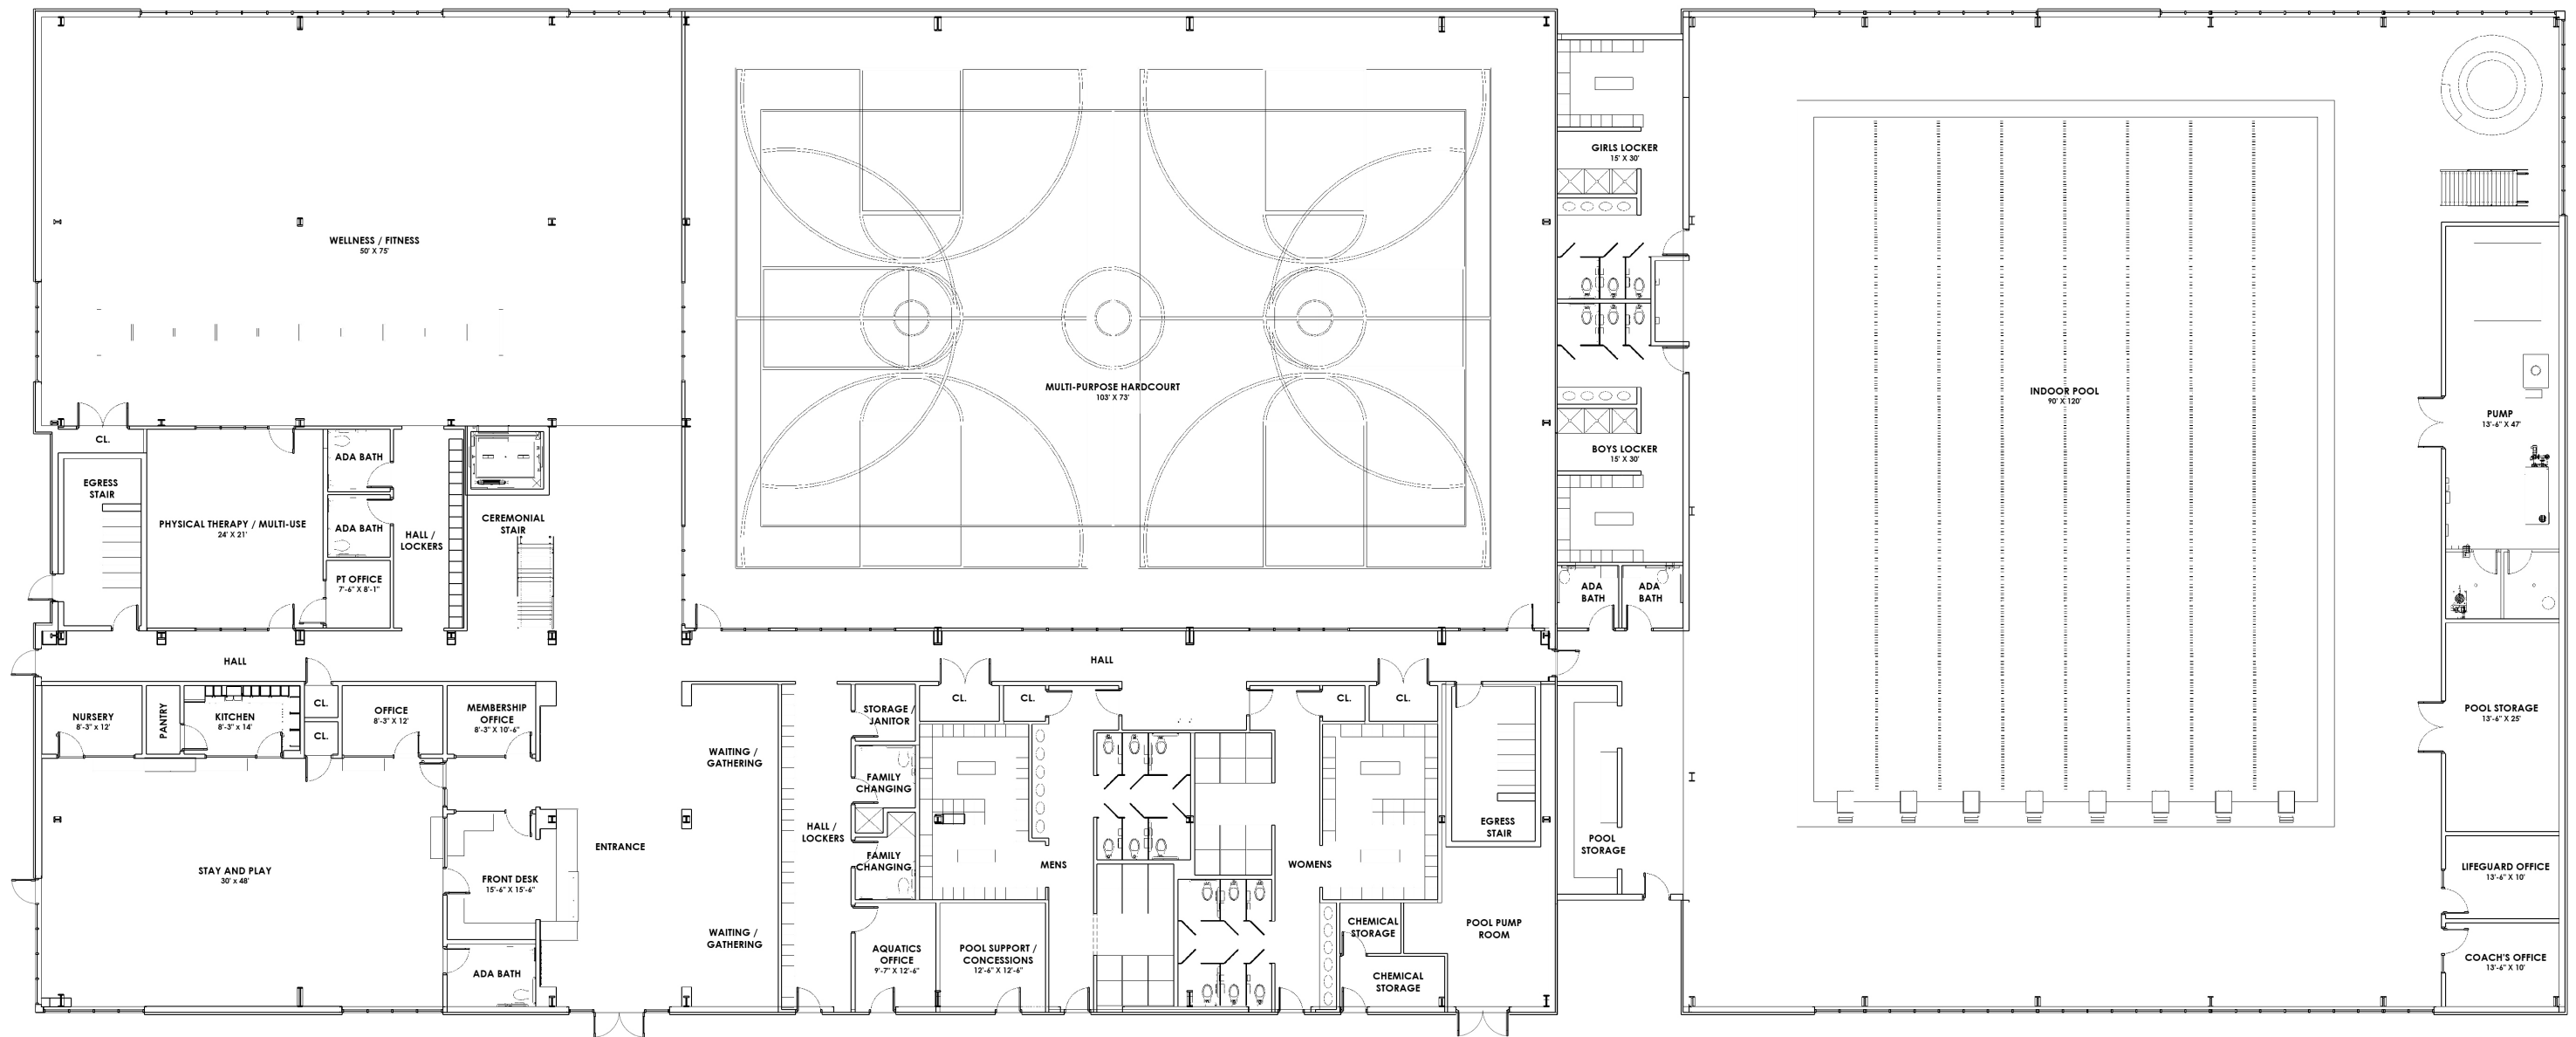 WELLNESS / FITNESS
50' X 75'
MULTI-PURPOSE HARDCOURT
103' X 73'
GIRLS LOCKER
15' X 30'
BOYS LOCKER
15' X 30'
INDOOR POOL
90' X 120'
PUMP
13'-6" X 47'
CL.
EGRESS
STAIR
PHYSICAL THERAPY / MULTI-USE
24' X 21'
ADA BATH
ADA BATH
PT OFFICE
7'-6" X 8'-1"
HALL /
LOCKERS
CEREMONIAL
STAIR
ADA
BATH
ADA
BATH
HALL
HALL
NURSERY
8'-3" x 12'
PANTRY
KITCHEN
8'-3" x 14'
CL.
CL.
OFFICE
8'-3" X 12'
MEMBERSHIP
OFFICE
8'-3" X 10'-6"
WAITING /
GATHERING
STORAGE /
JANITOR
CL.
CL.
CL.
CL.
POOL STORAGE
13'-6" X 25'
FAMILY
CHANGING
HALL /
LOCKERS
FAMILY
CHANGING
MENS
WOMENS
EGRESS
STAIR
POOL
STORAGE
STAY AND PLAY
30' x 48'
FRONT DESK
15'-6" X 15'-6"
ENTRANCE
LIFEGUARD OFFICE
13'-6" X 10'
WAITING /
GATHERING
AQUATICS
OFFICE
9'-7" X 12'-6"
POOL SUPPORT /
CONCESSIONS
12'-6" X 12'-6"
CHEMICAL
STORAGE
POOL PUMP
ROOM
ADA BATH
CHEMICAL
STORAGE
COACH'S OFFICE
13'-6" X 10'